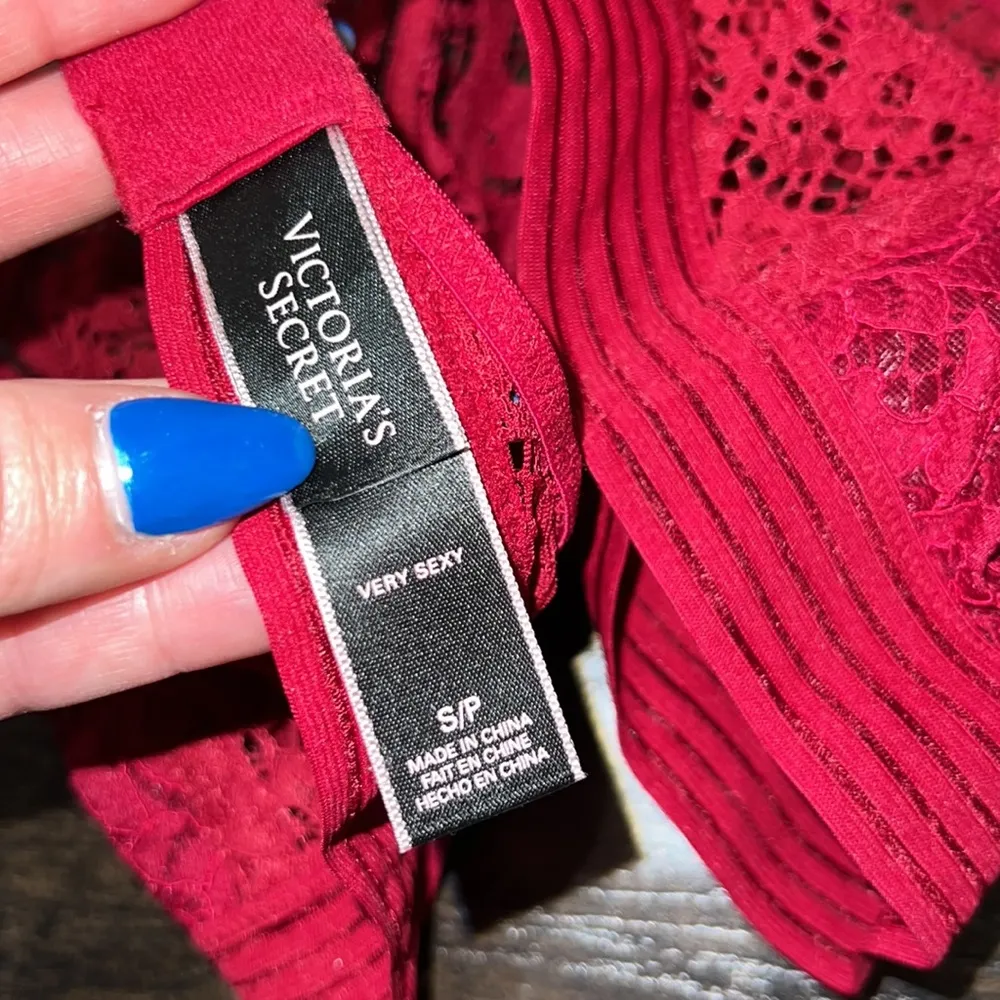 VICTORIA'S
SECRET
VERY SEXY
S/P
MADE IN CHINA
FAIT EN CHINE
HECHO EN CHINA